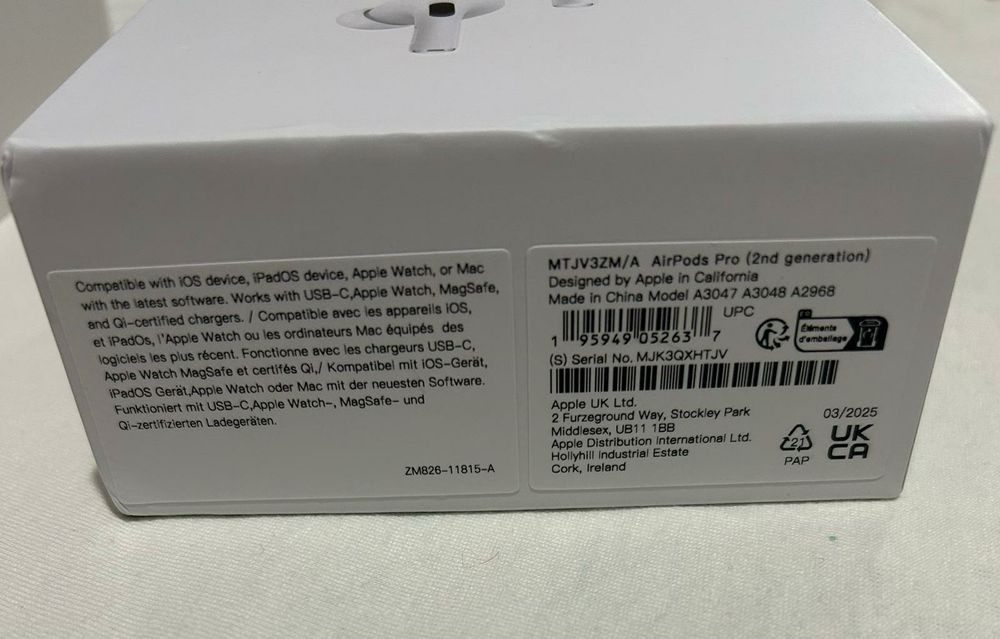 Compatible with iOS device, iPadOS device, Apple Watch, or Mac
with the latest software. Works with USB-C,Apple Watch, MagSafe,
and Qi-certified chargers. / Compatible avec les appareils iOS,
et iPadOs, l'Apple Watch ou les ordinateurs Mac équipés des
logiciels les plus récent. Fonctionne avec les chargeurs USB-C,
Apple Watch MagSafe et certifés Qi,/ Kompatibel mit iOS-Gerät,
iPadOS Gerät,Apple Watch oder Mac mit der neuesten Software.
Funktioniert mit USB-C,Apple Watch-, MagSafe- und
Qi-zertifizierten Ladegeräten.
ZM826-11815-A
MTJV3ZM/A AirPods Pro (2nd generation)
Designed by Apple in California
Made in China Model A3047 A3048 A2968
UPC
1 95949 05263 7
FR
Éléments
d'emballage
(S) Serial No. MJK3QXHTJV
Apple UK Ltd.
2 Furzeground Way, Stockley Park
Middlesex, UB11 1BB
Apple Distribution International Ltd.
Hollyhill Industrial Estate
Cork, Ireland
21
PAP
03/2025
UK
CA